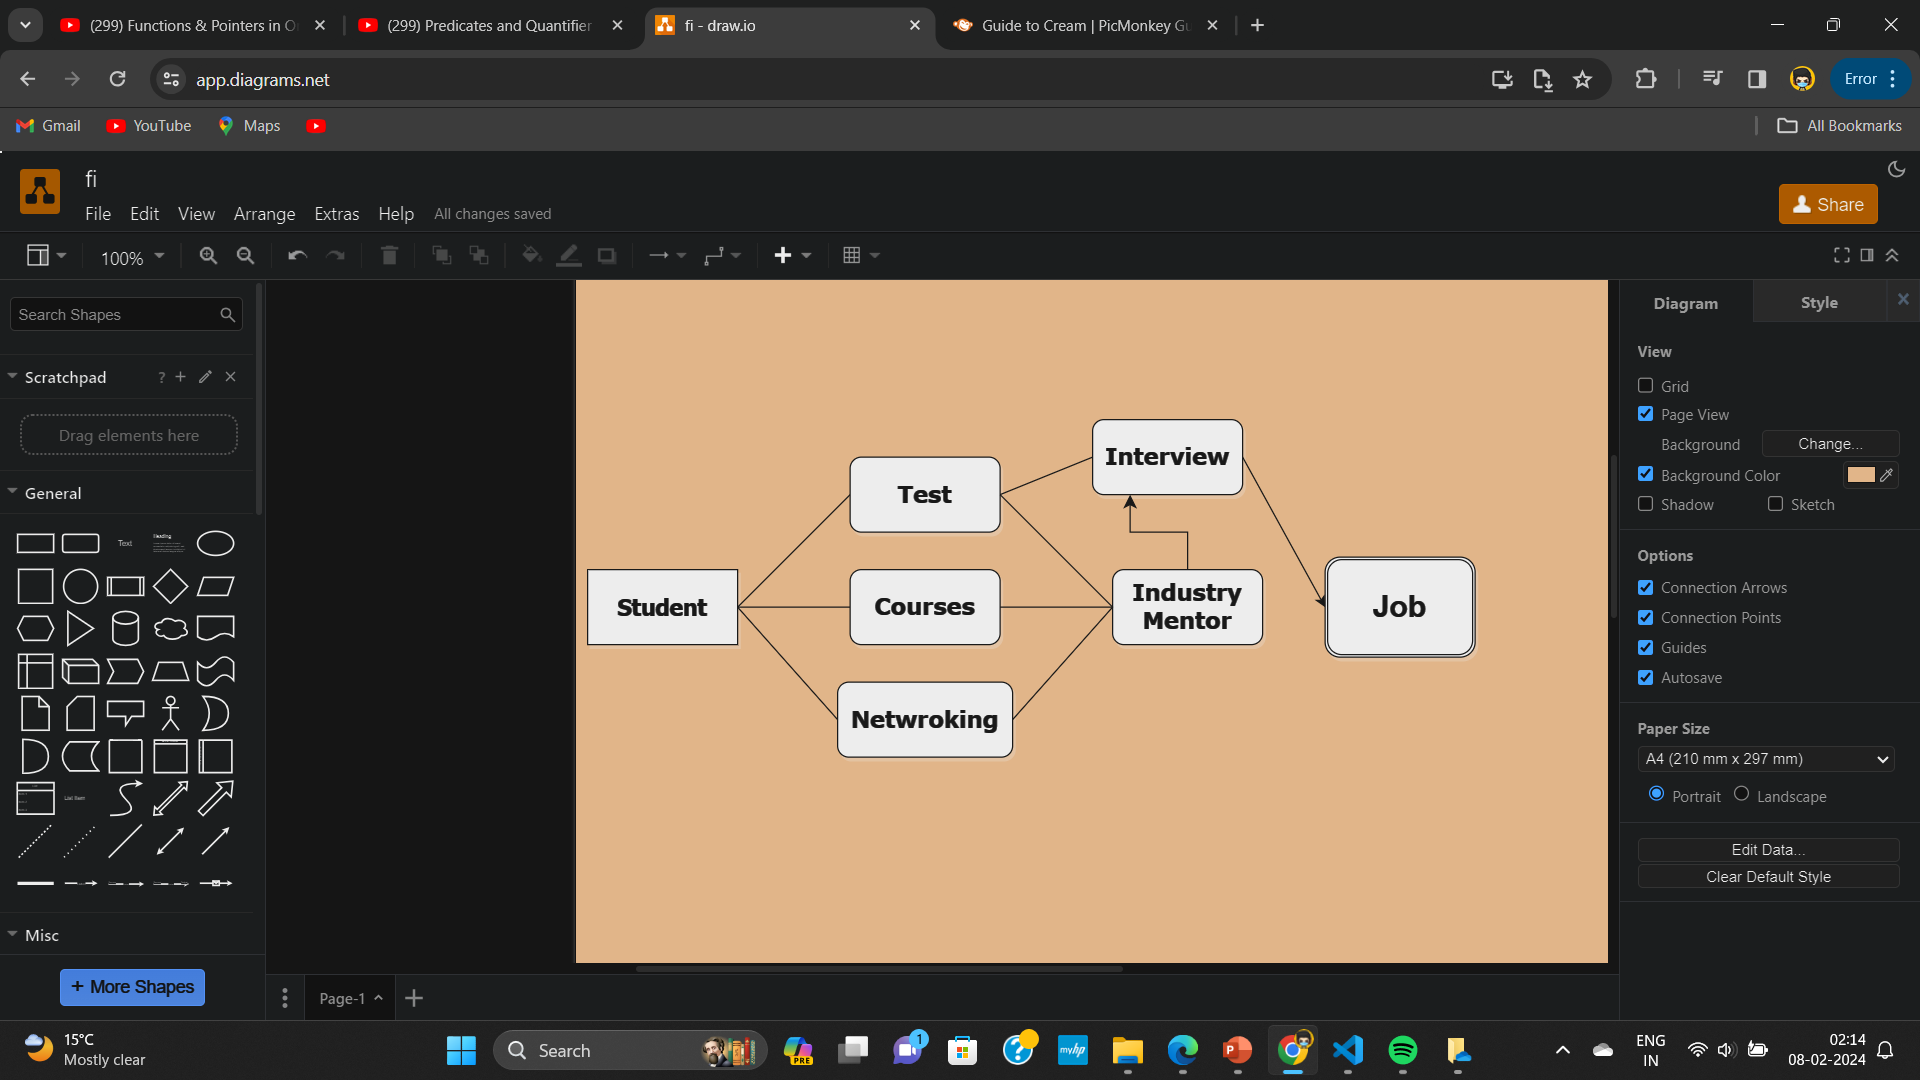 (299) Functions & Pointers in O
(299) Predicates and Quantifier
fi - draw.io
Guide to Cream | PicMonkey Gu
app.diagrams.net
Error
Gmail
YouTube
Maps
All Bookmarks
fi
File
Edit
View
Arrange
Extras
Help
All changes saved
Share
100%
Search Shapes
Scratchpad
?
Drag elements here
General
Text
Heading
List Item
Misc
+ More Shapes
Student
Test
Courses
Netwroking
Interview
Industry
Mentor
Job
Page-1
Diagram
Style
View
Grid
Page View
Background
Change...
Background Color
Shadow
Sketch
Options
Connection Arrows
Connection Points
Guides
Autosave
Paper Size
A4 (210 mm x 297 mm)
Portrait
Landscape
Edit Data...
Clear Default Style
15°C
Mostly clear
Search
PRE
1
myhp
ENG
IN
02:14
08-02-2024